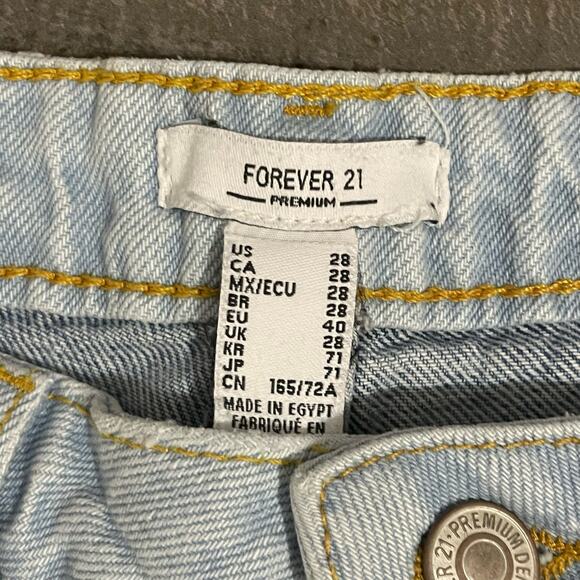 FOREVER 21
PREMIUM
US 28
CA 28
MX/ECU 28
BR 28
EU 40
UK 28
KR 71
JP 71
CN 165/72A
MADE IN EGYPT
FABRIQUÉ EN
R 21•PREMIUM DE